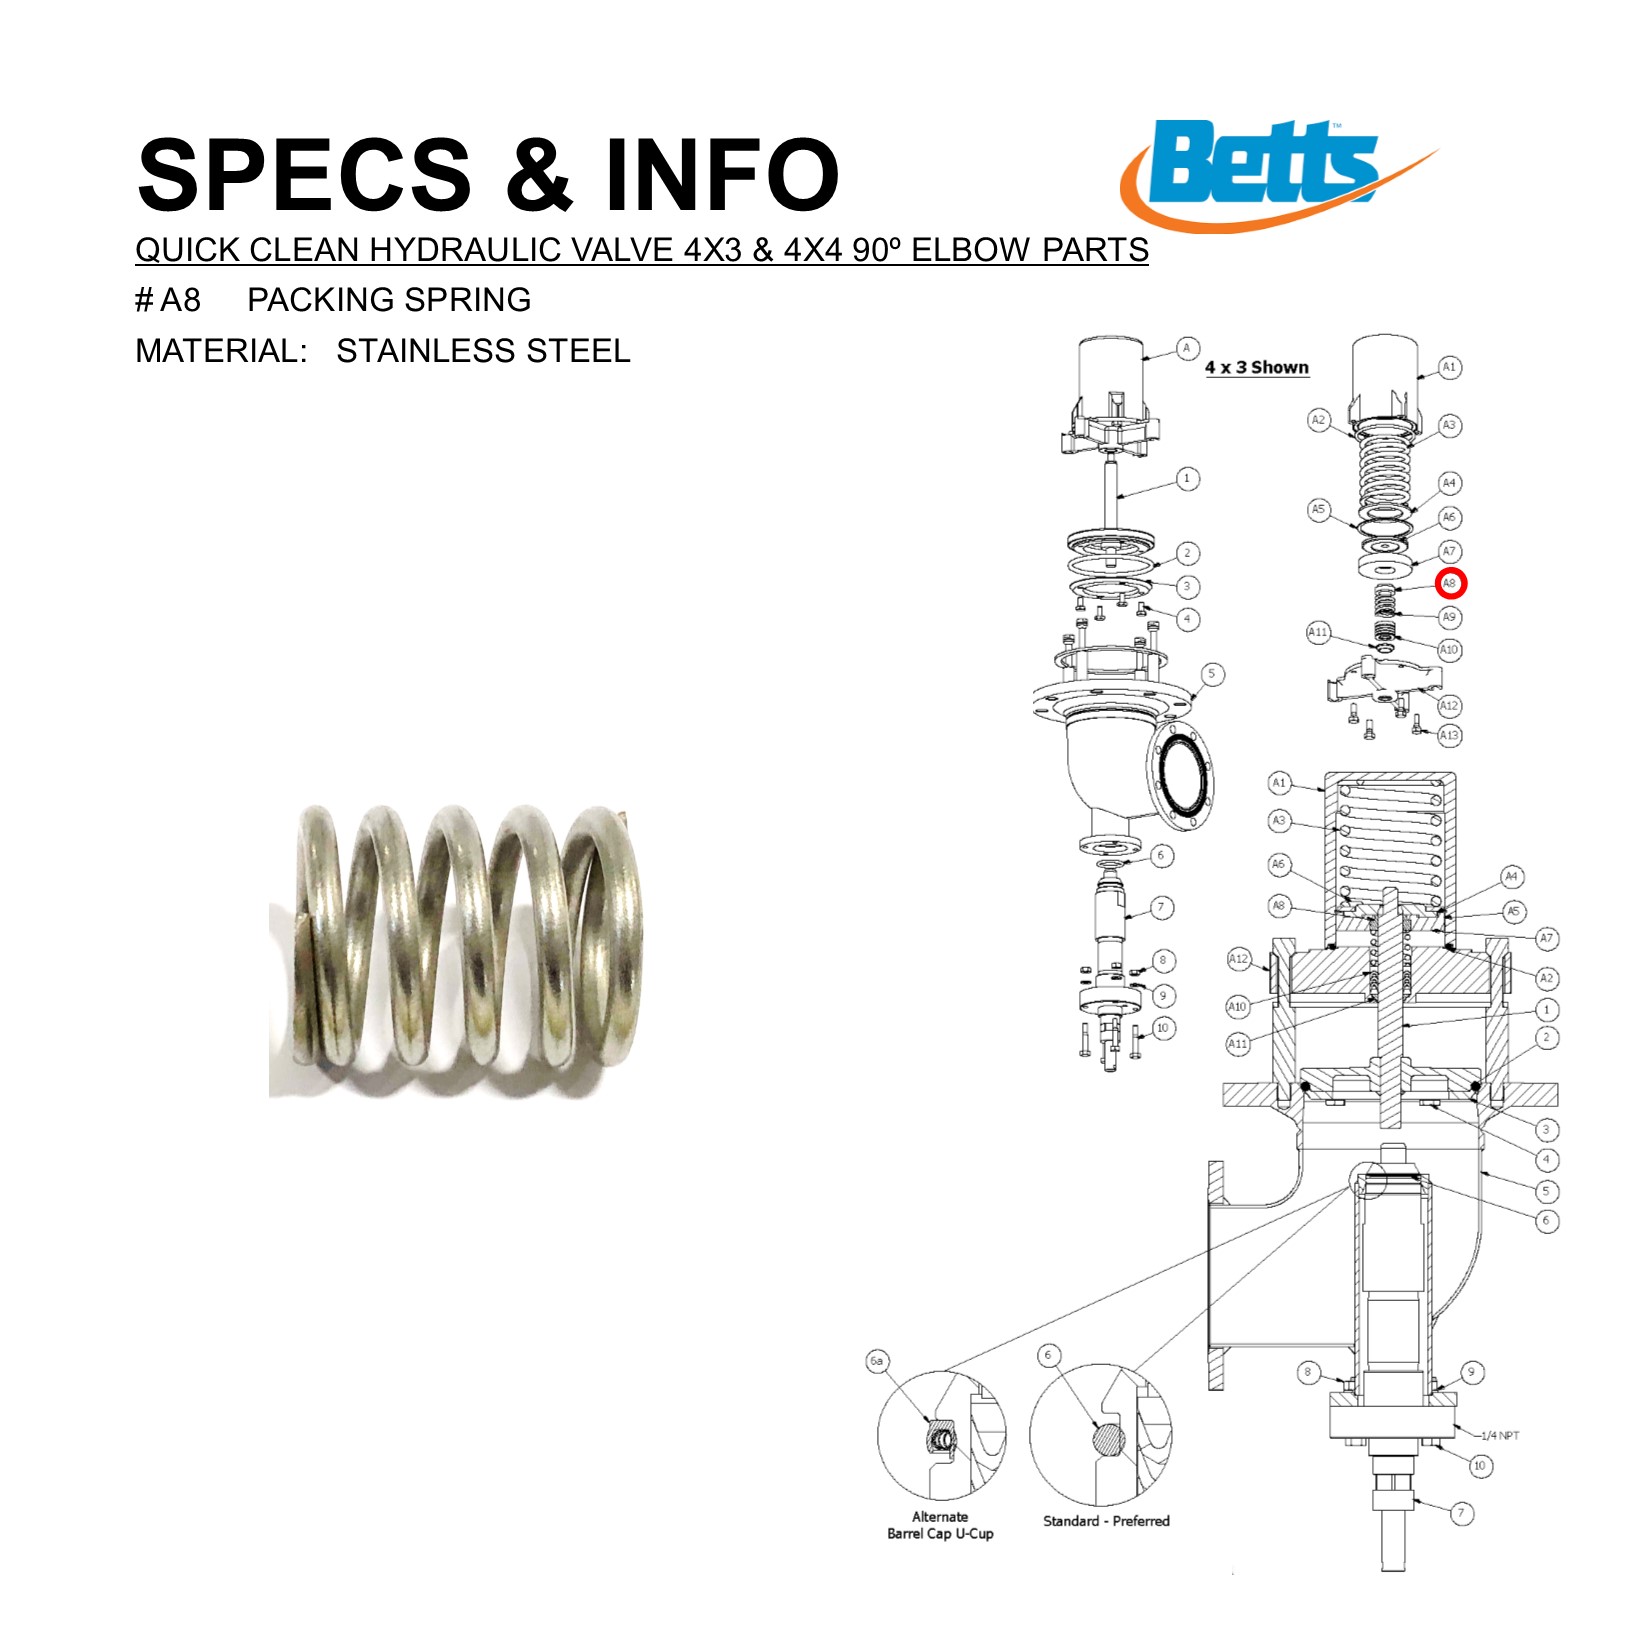 SPECS & INFO
Betts™
QUICK CLEAN HYDRAULIC VALVE 4X3 & 4X4 90º ELBOW PARTS
# A8 PACKING SPRING
MATERIAL: STAINLESS STEEL
A
4 x 3 Shown
A1
A2
A3
1
A4
A5
A6
2
A7
3
A8
4
A9
A11
A10
5
A12
A13
A1
A3
6
A6
A4
A8
A5
7
A7
A12
8
A2
9
A10
1
10
A11
2
3
4
5
6
6a
6
8
9
1/4 NPT
10
7
Alternate
Barrel Cap U-Cup
Standard - Preferred